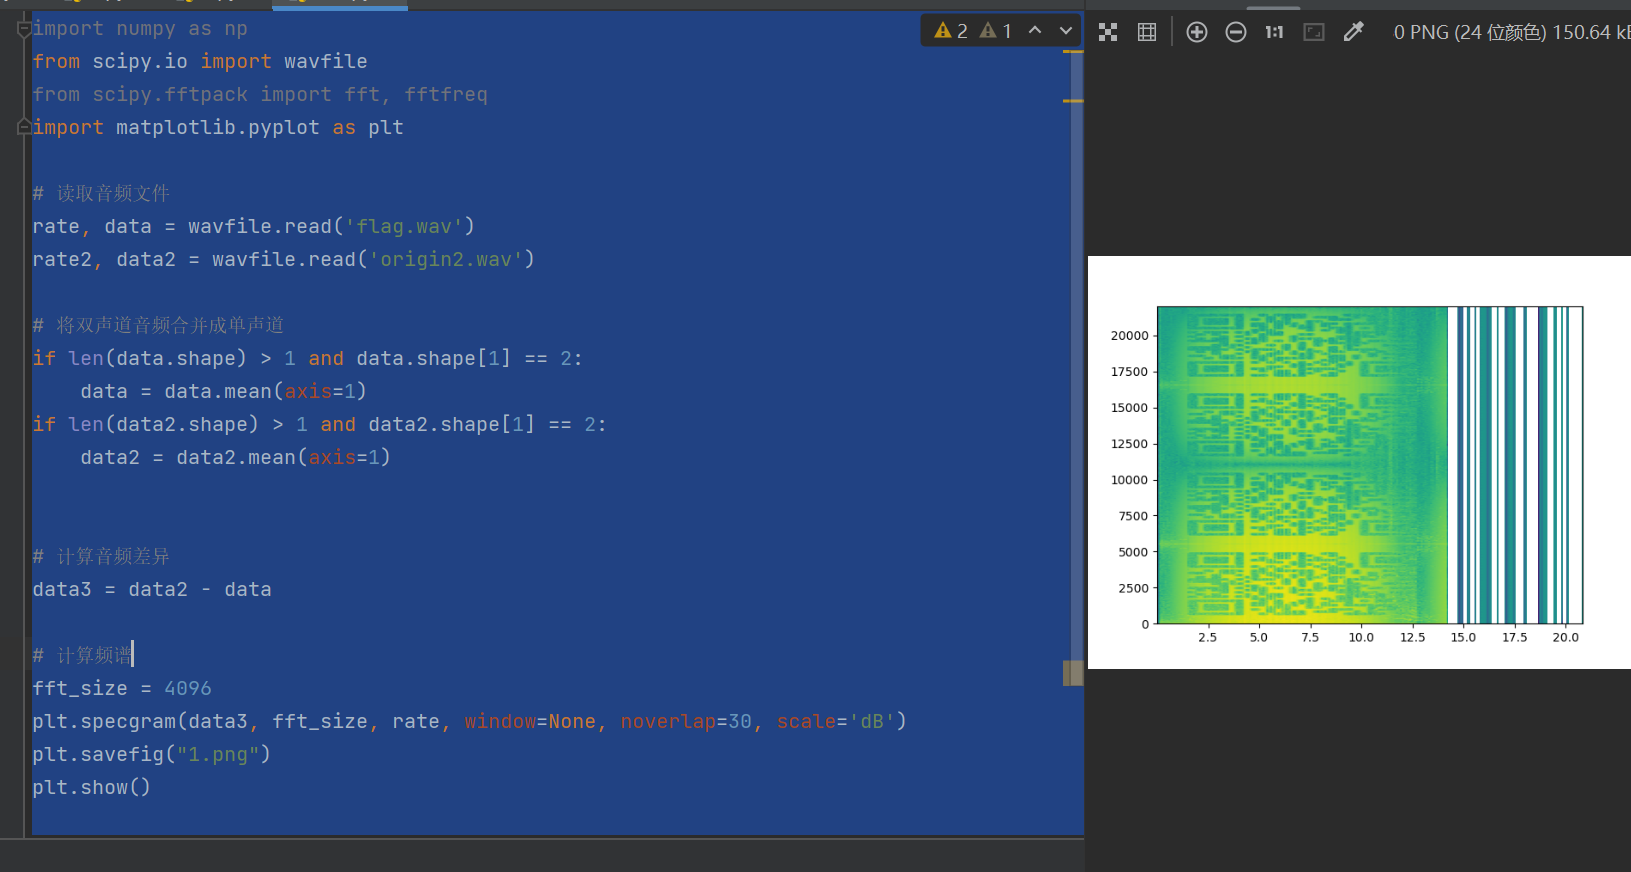 import numpy as np
from scipy.io import wavfile
from scipy.fftpack import fft, fftfreq
import matplotlib.pyplot as plt
# 读取音频文件
rate, data = wavfile.read('flag.wav')
rate2, data2 = wavfile.read('origin2.wav')
# 将双声道音频合并成单声道
if len(data.shape) > 1 and data.shape[1] == 2:
    data = data.mean(axis=1)
if len(data2.shape) > 1 and data2.shape[1] == 2:
    data2 = data2.mean(axis=1)
# 计算音频差异
data3 = data2 - data
# 计算频谱
fft_size = 4096
plt.specgram(data3, fft_size, rate, window=None, noverlap=30, scale='dB')
plt.savefig("1.png")
plt.show()
2 1
1:1
0 PNG (24 位颜色) 150.64 kB
20000
17500
15000
12500
10000
7500
5000
2500
0
2.5 5.0 7.5 10.0 12.5 15.0 17.5 20.0